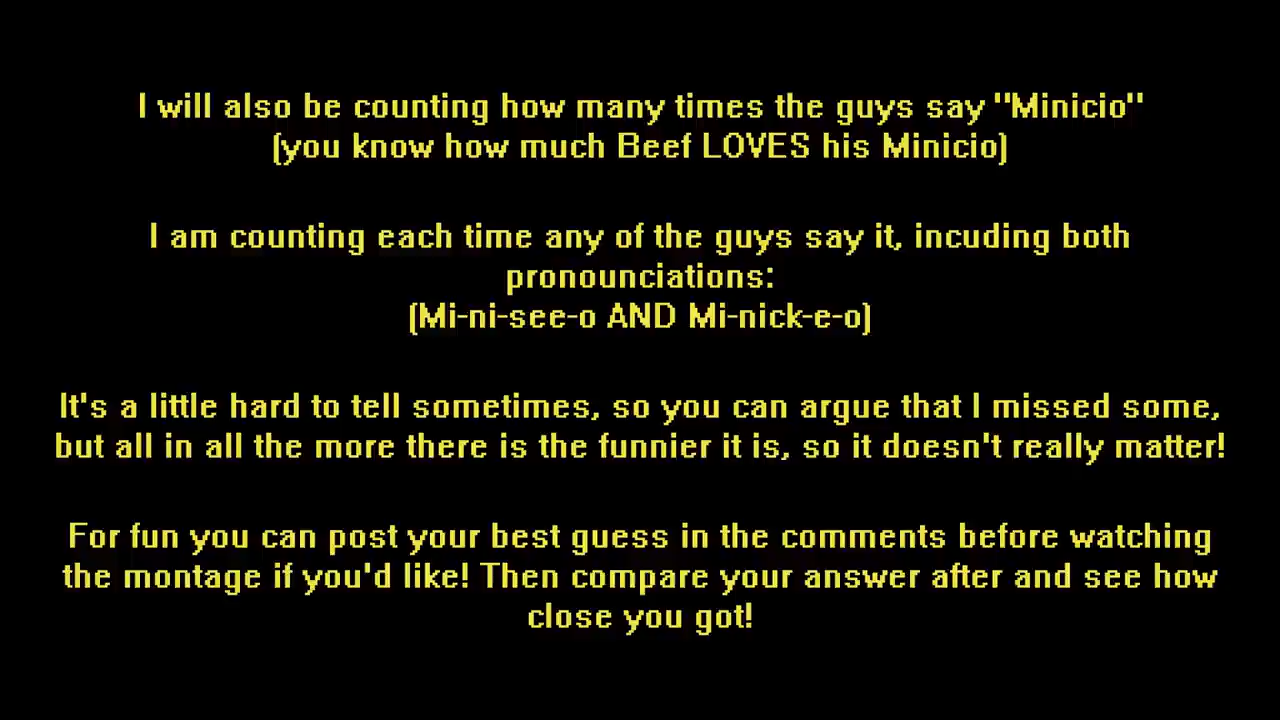 I will also be counting how many times the guys say "Minicio"
(you know how much Beef LOVES his Minicio)
I am counting each time any of the guys say it, incuding both
pronounciations:
(Mi-ni-see-o AND Mi-nick-e-o)
It's a little hard to tell sometimes, so you can argue that I missed some,
but all in all the more there is the funnier it is, so it doesn't really matter!
For fun you can post your best guess in the comments before watching
the montage if you'd like! Then compare your answer after and see how
close you got!